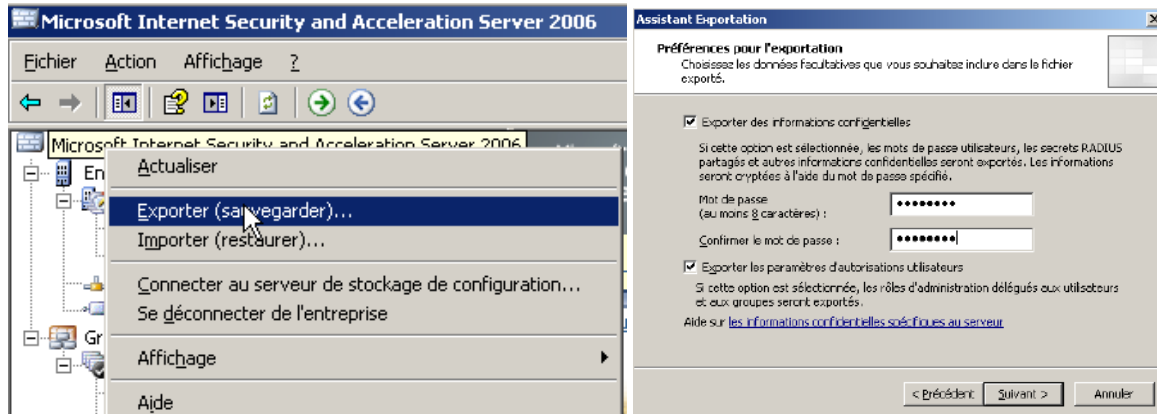 Microsoft Internet Security and Acceleration Server 2006
Fichier Action Affichage ?
Microsoft Internet Security and Acceleration Server 2006
En
Actualiser
Exporter (sauvegarder)...
Importer (restaurer)...
Connecter au serveur de stockage de configuration...
Se déconnecter de l'entreprise
Gr
Affichage
Aide
Assistant Exportation
Préférences pour l'exportation
Choisissez les données facultatives que vous souhaitez inclure dans le fichier
exporté.
Exporter des informations confidentielles
Si cette option est sélectionnée, les mots de passe utilisateurs, les secrets RADIUS
partagés et autres informations confidentielles seront exportés. Les informations
seront cryptées à l'aide du mot de passe spécifié.
Mot de passe
(au moins 8 caractères) :
Confirmer le mot de passe :
Exporter les paramètres d'autorisations utilisateurs
Si cette option est sélectionnée, les rôles d'administration délégués aux utilisateurs
et aux groupes seront exportés.
Aide sur les informations confidentielles spécifiques au serveur
< Précédent Suivant > Annuler